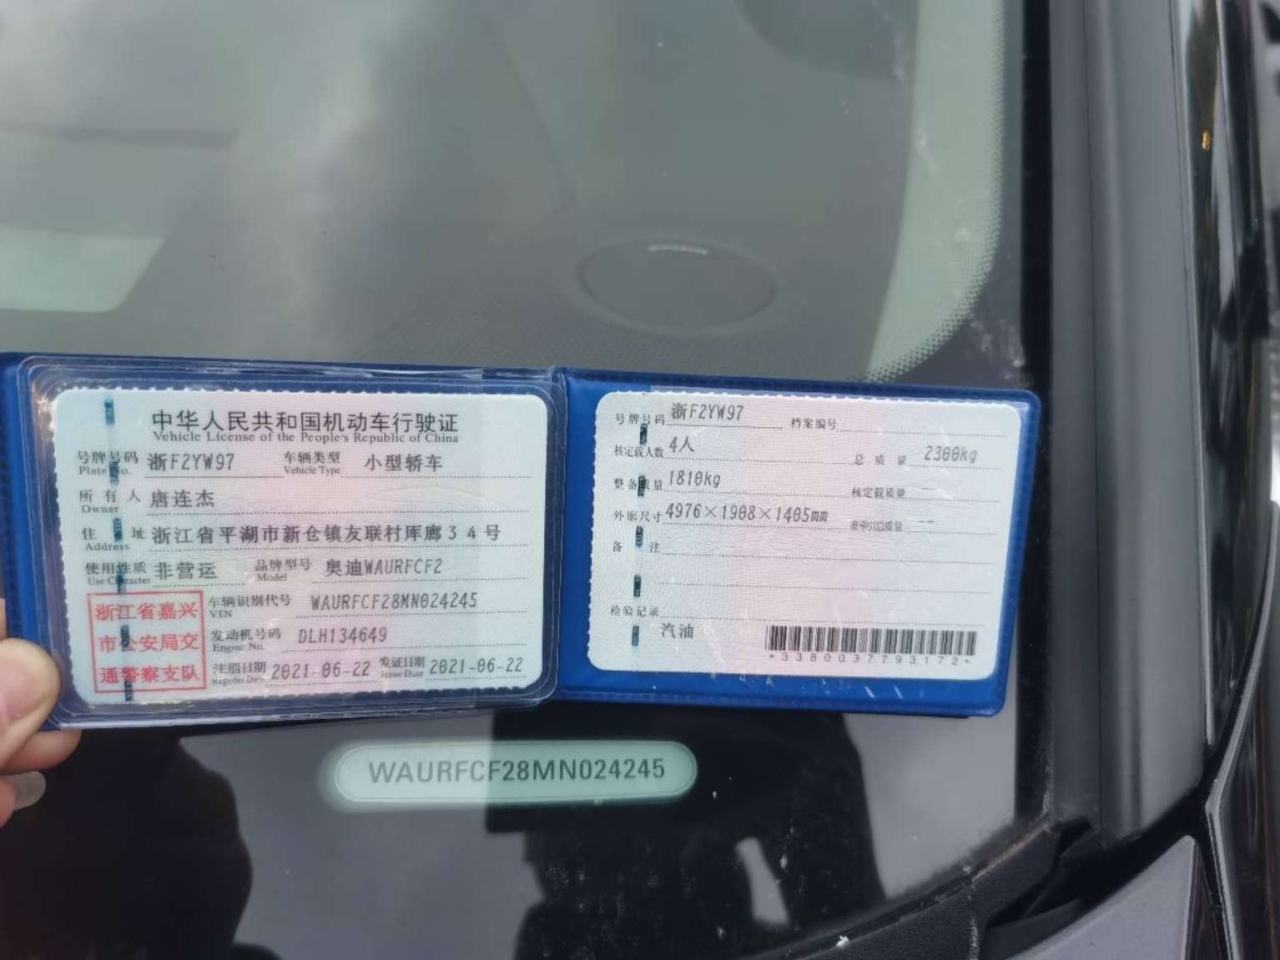 中华人民共和国机动车行驶证
Vehicle License of the People's Republic of China
号牌号码 浙F2YW97 车辆类型 小型轿车
Plate No. Vehicle Type
所有人 唐连杰
Owner
住址 浙江省平湖市新仓镇友联村厍廊34号
Address
使用性质 非营运 品牌型号 奥迪WAURFCF2
Use Character Model
浙江省嘉兴
市公安局交
通警察支队
车辆识别代号 WAURFCF28MN024245
VIN
发动机号码 DLH134649
Engine No.
注册日期 2021-06-22 发证日期 2021-06-22
Register Date Issue Date
号牌号码 浙F2YW97 档案编号
核定载人数 4人 总质量 2300kg
整备质量 1810kg 核定载质量 --
外廓尺寸 4976×1908×1405mm 准牵引总质量 --
备注
检验记录
汽油
*3380037793172*
WAURFCF28MN024245